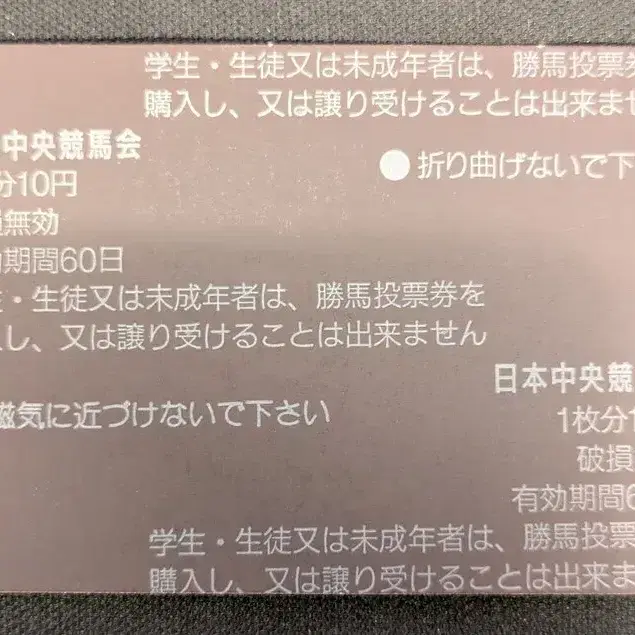 学生・生徒又は未成年者は、勝馬投票券
購入し、又は譲り受けることは出来ませ
中央競馬会
分10円
●折り曲げないで下
無効
期間60日
・生徒又は未成年者は、勝馬投票券を
し、又は譲り受けることは出来ません
日本中央競
磁気に近づけないで下さい
1枚分1
破損
有効期間6
学生・生徒又は未成年者は、勝馬投票
購入し、又は譲り受けることは出来ま